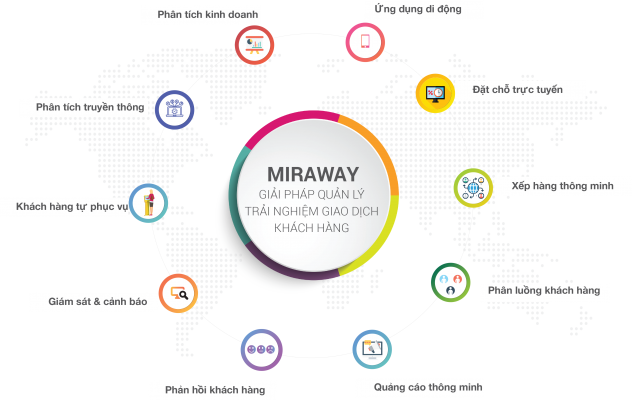 Phân tích kinh doanh
Ứng dụng di động
Đặt chỗ trực tuyến
Phân tích truyền thông
MIRAWAY
GIẢI PHÁP QUẢN LÝ
TRẢI NGHIỆM GIAO DỊCH
KHÁCH HÀNG
Xếp hàng thông minh
Khách hàng tự phục vụ
Phân luồng khách hàng
Giám sát & cảnh báo
Phản hồi khách hàng
Quảng cáo thông minh